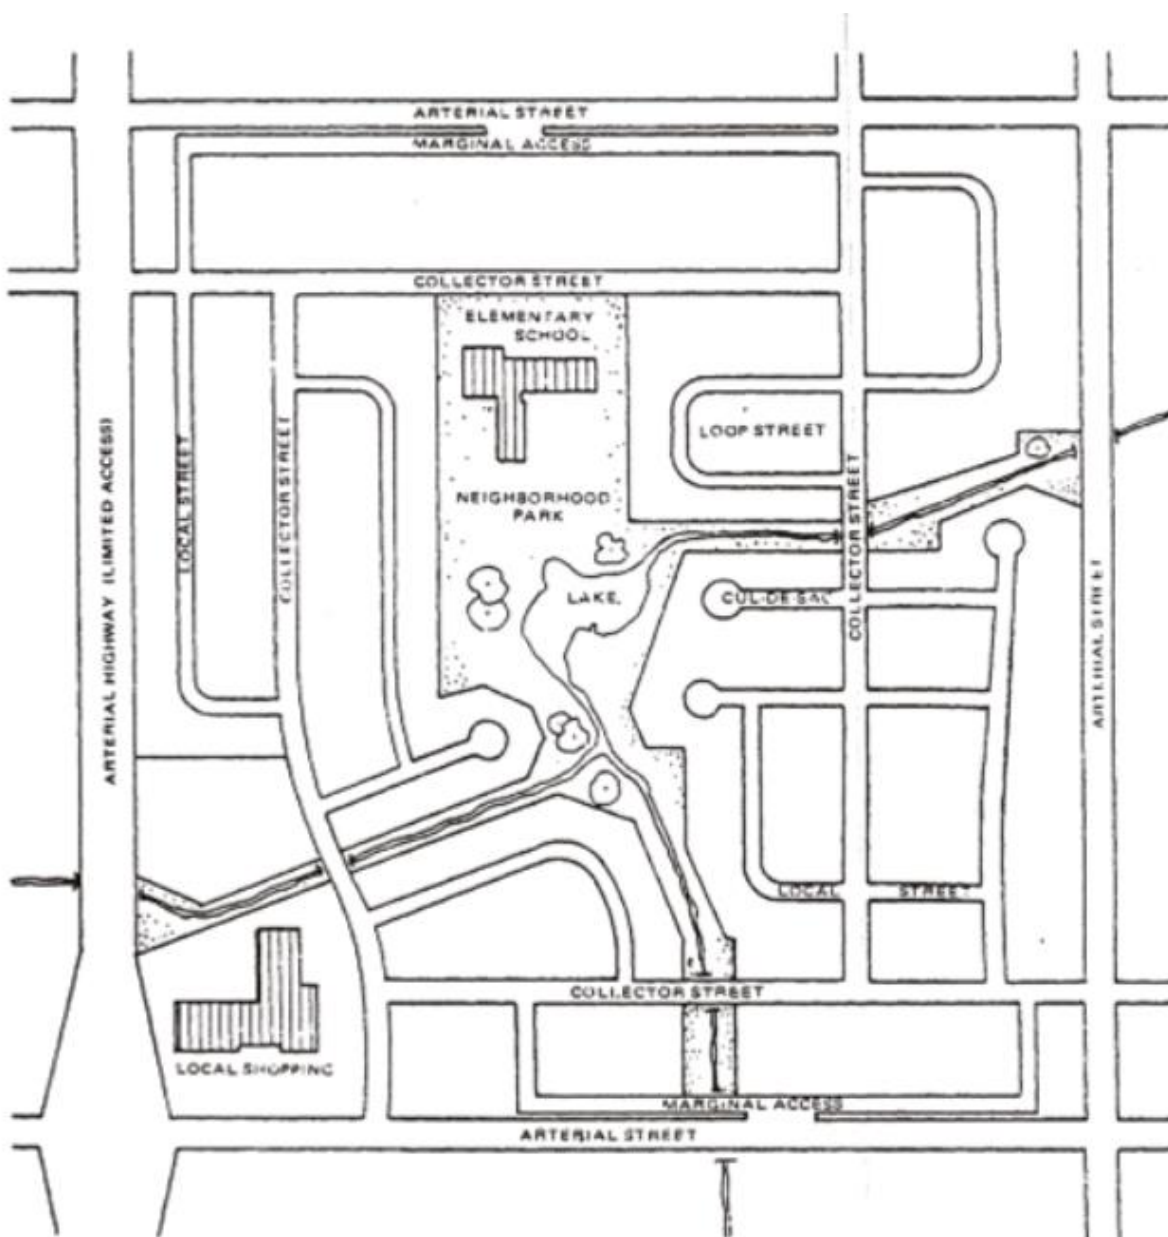 ARTERIAL STREET
MARGINAL ACCESS
COLLECTOR STREET
ELEMENTARY
SCHOOL
LOOP STREET
NEIGHBORHOOD
PARK
LAKE
CUL-DE-SAC
LOCAL STREET
COLLECTOR STREET
COLLECTOR STREET
ARTERIAL HIGHWAY (LIMITED ACCESS)
ARTERIAL STREET
LOCAL STREET
COLLECTOR STREET
LOCAL SHOPPING
MARGINAL ACCESS
ARTERIAL STREET